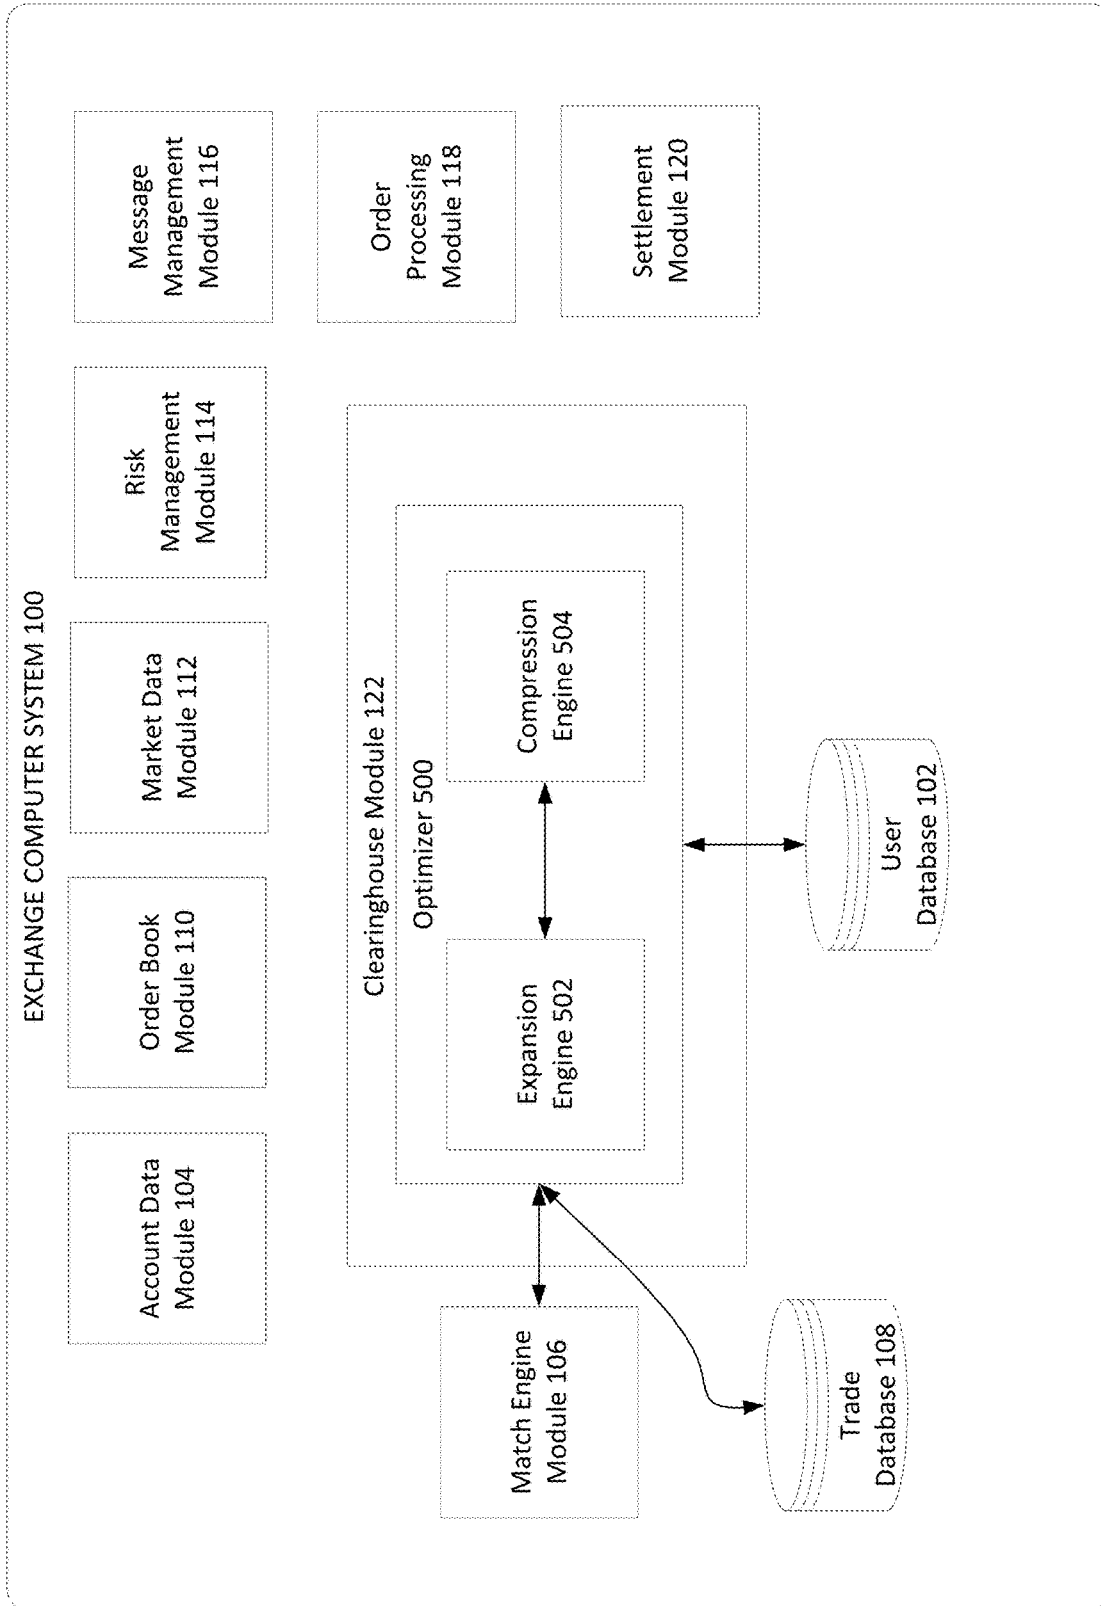 EXCHANGE COMPUTER SYSTEM 100
Account Data
Module 104
Order Book
Module 110
Market Data
Module 112
Risk
Management
Module 114
Message
Management
Module 116
Order
Processing
Module 118
Settlement
Module 120
Clearinghouse Module 122
Optimizer 500
Expansion
Engine 502
Compression
Engine 504
Match Engine
Module 106
Trade
Database 108
User
Database 102